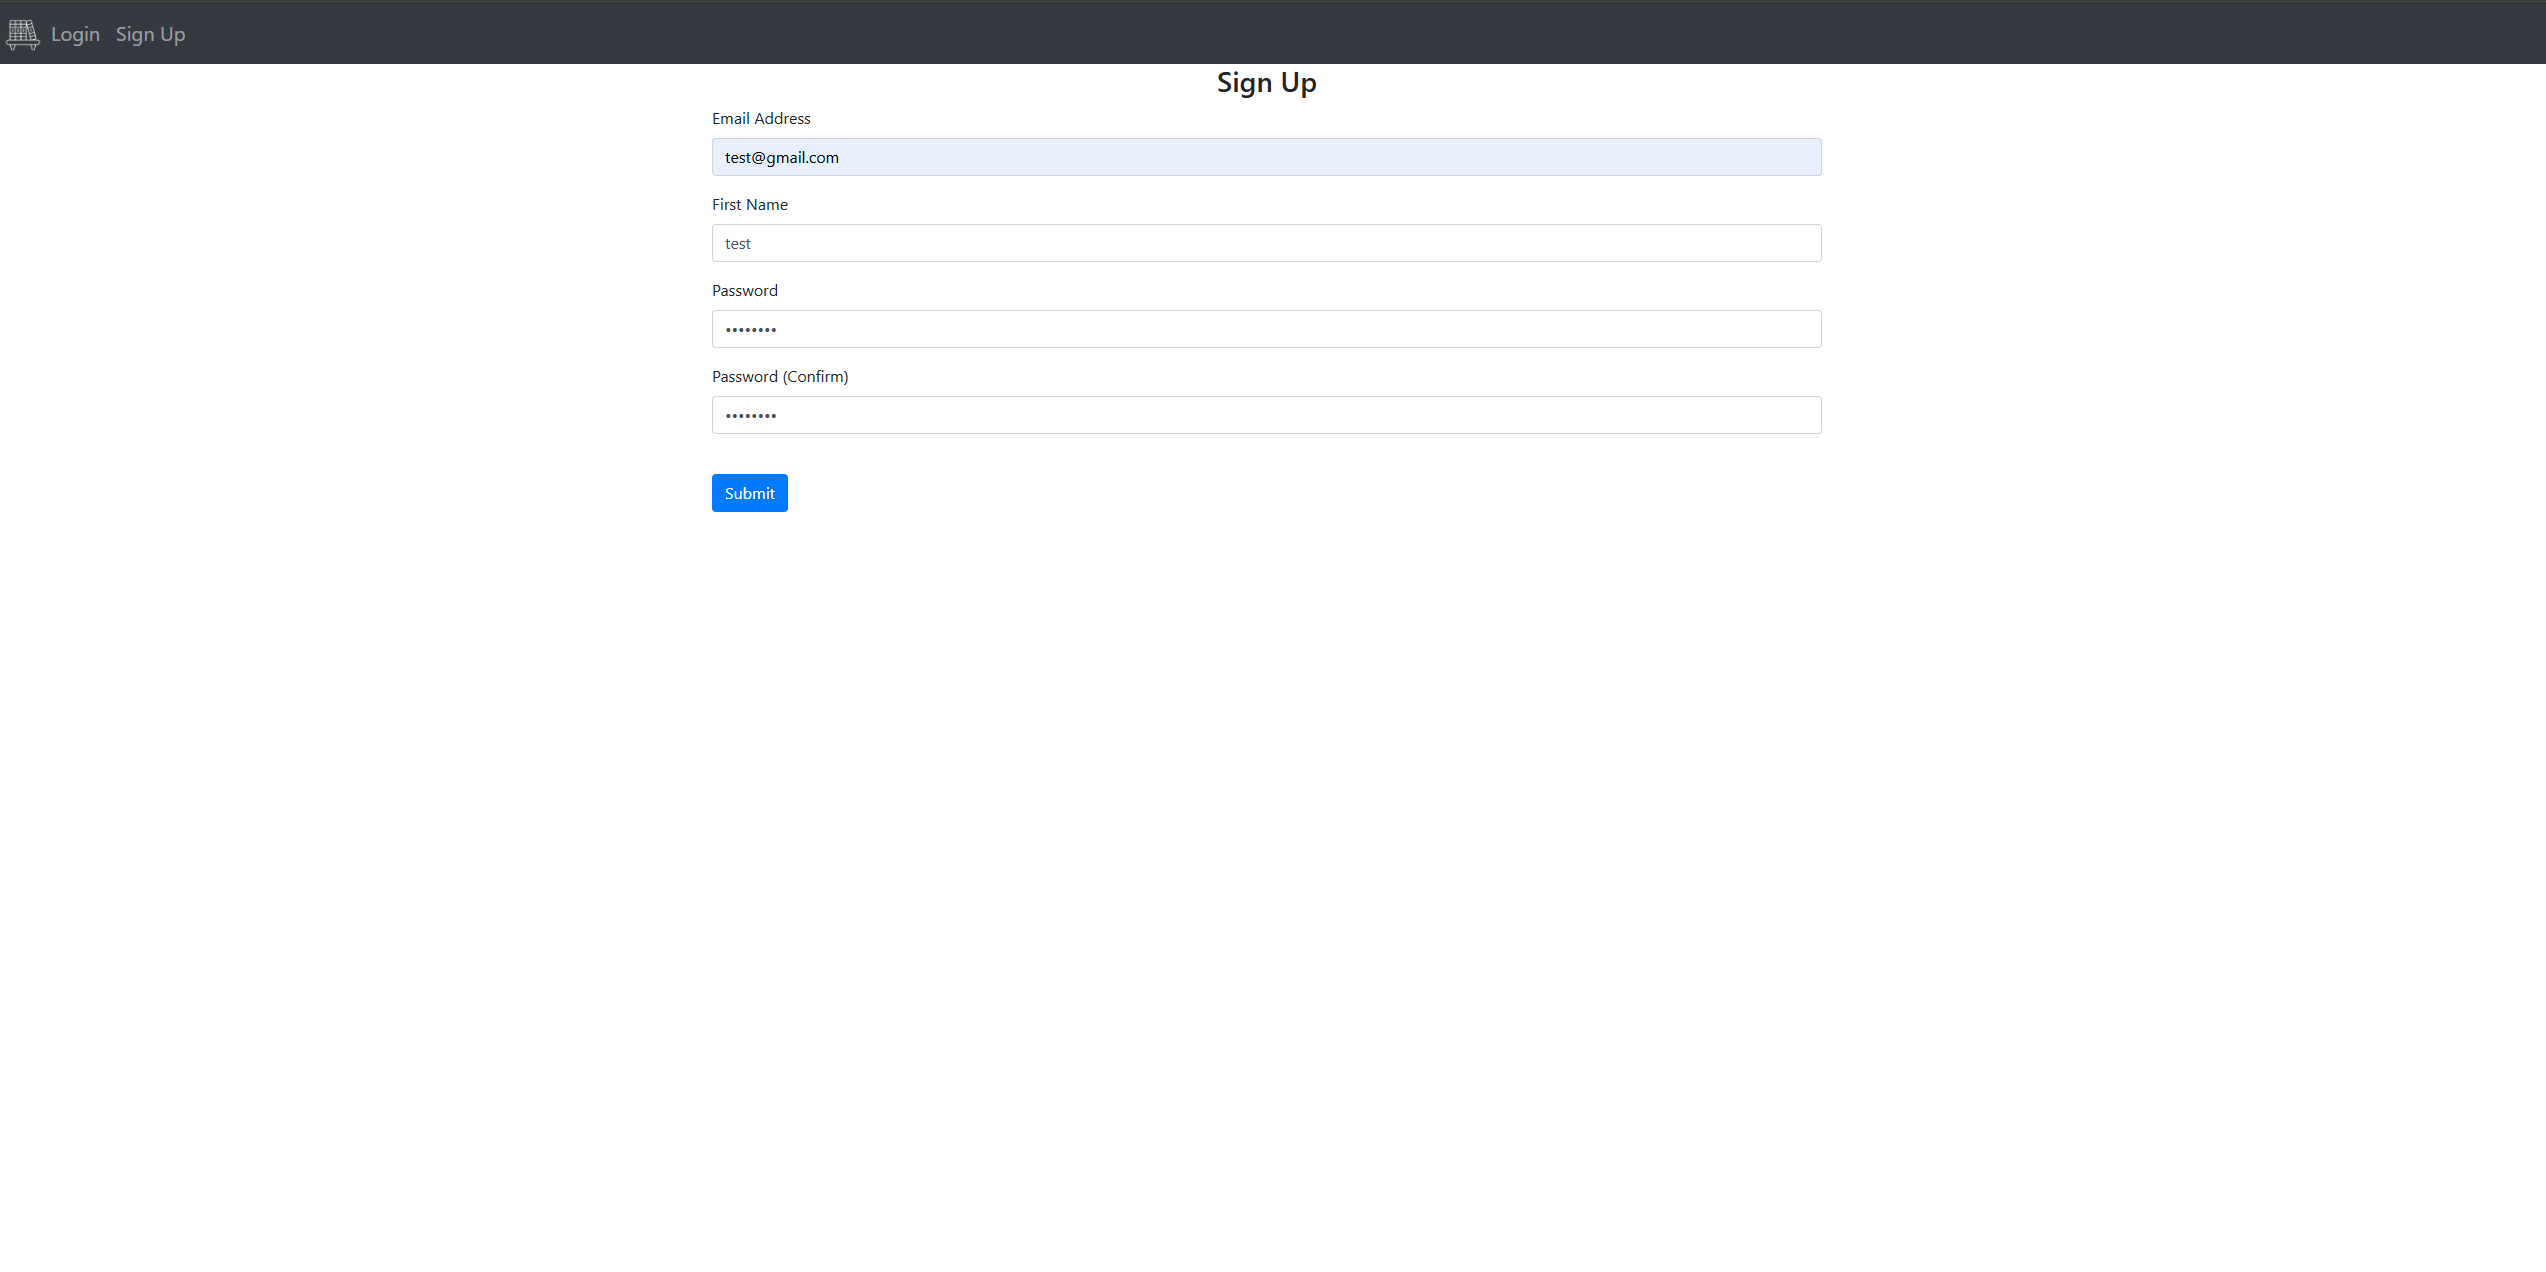 Login Sign Up
Sign Up
Email Address
test@gmail.com
First Name
test
Password
••••••••
Password (Confirm)
••••••••
Submit